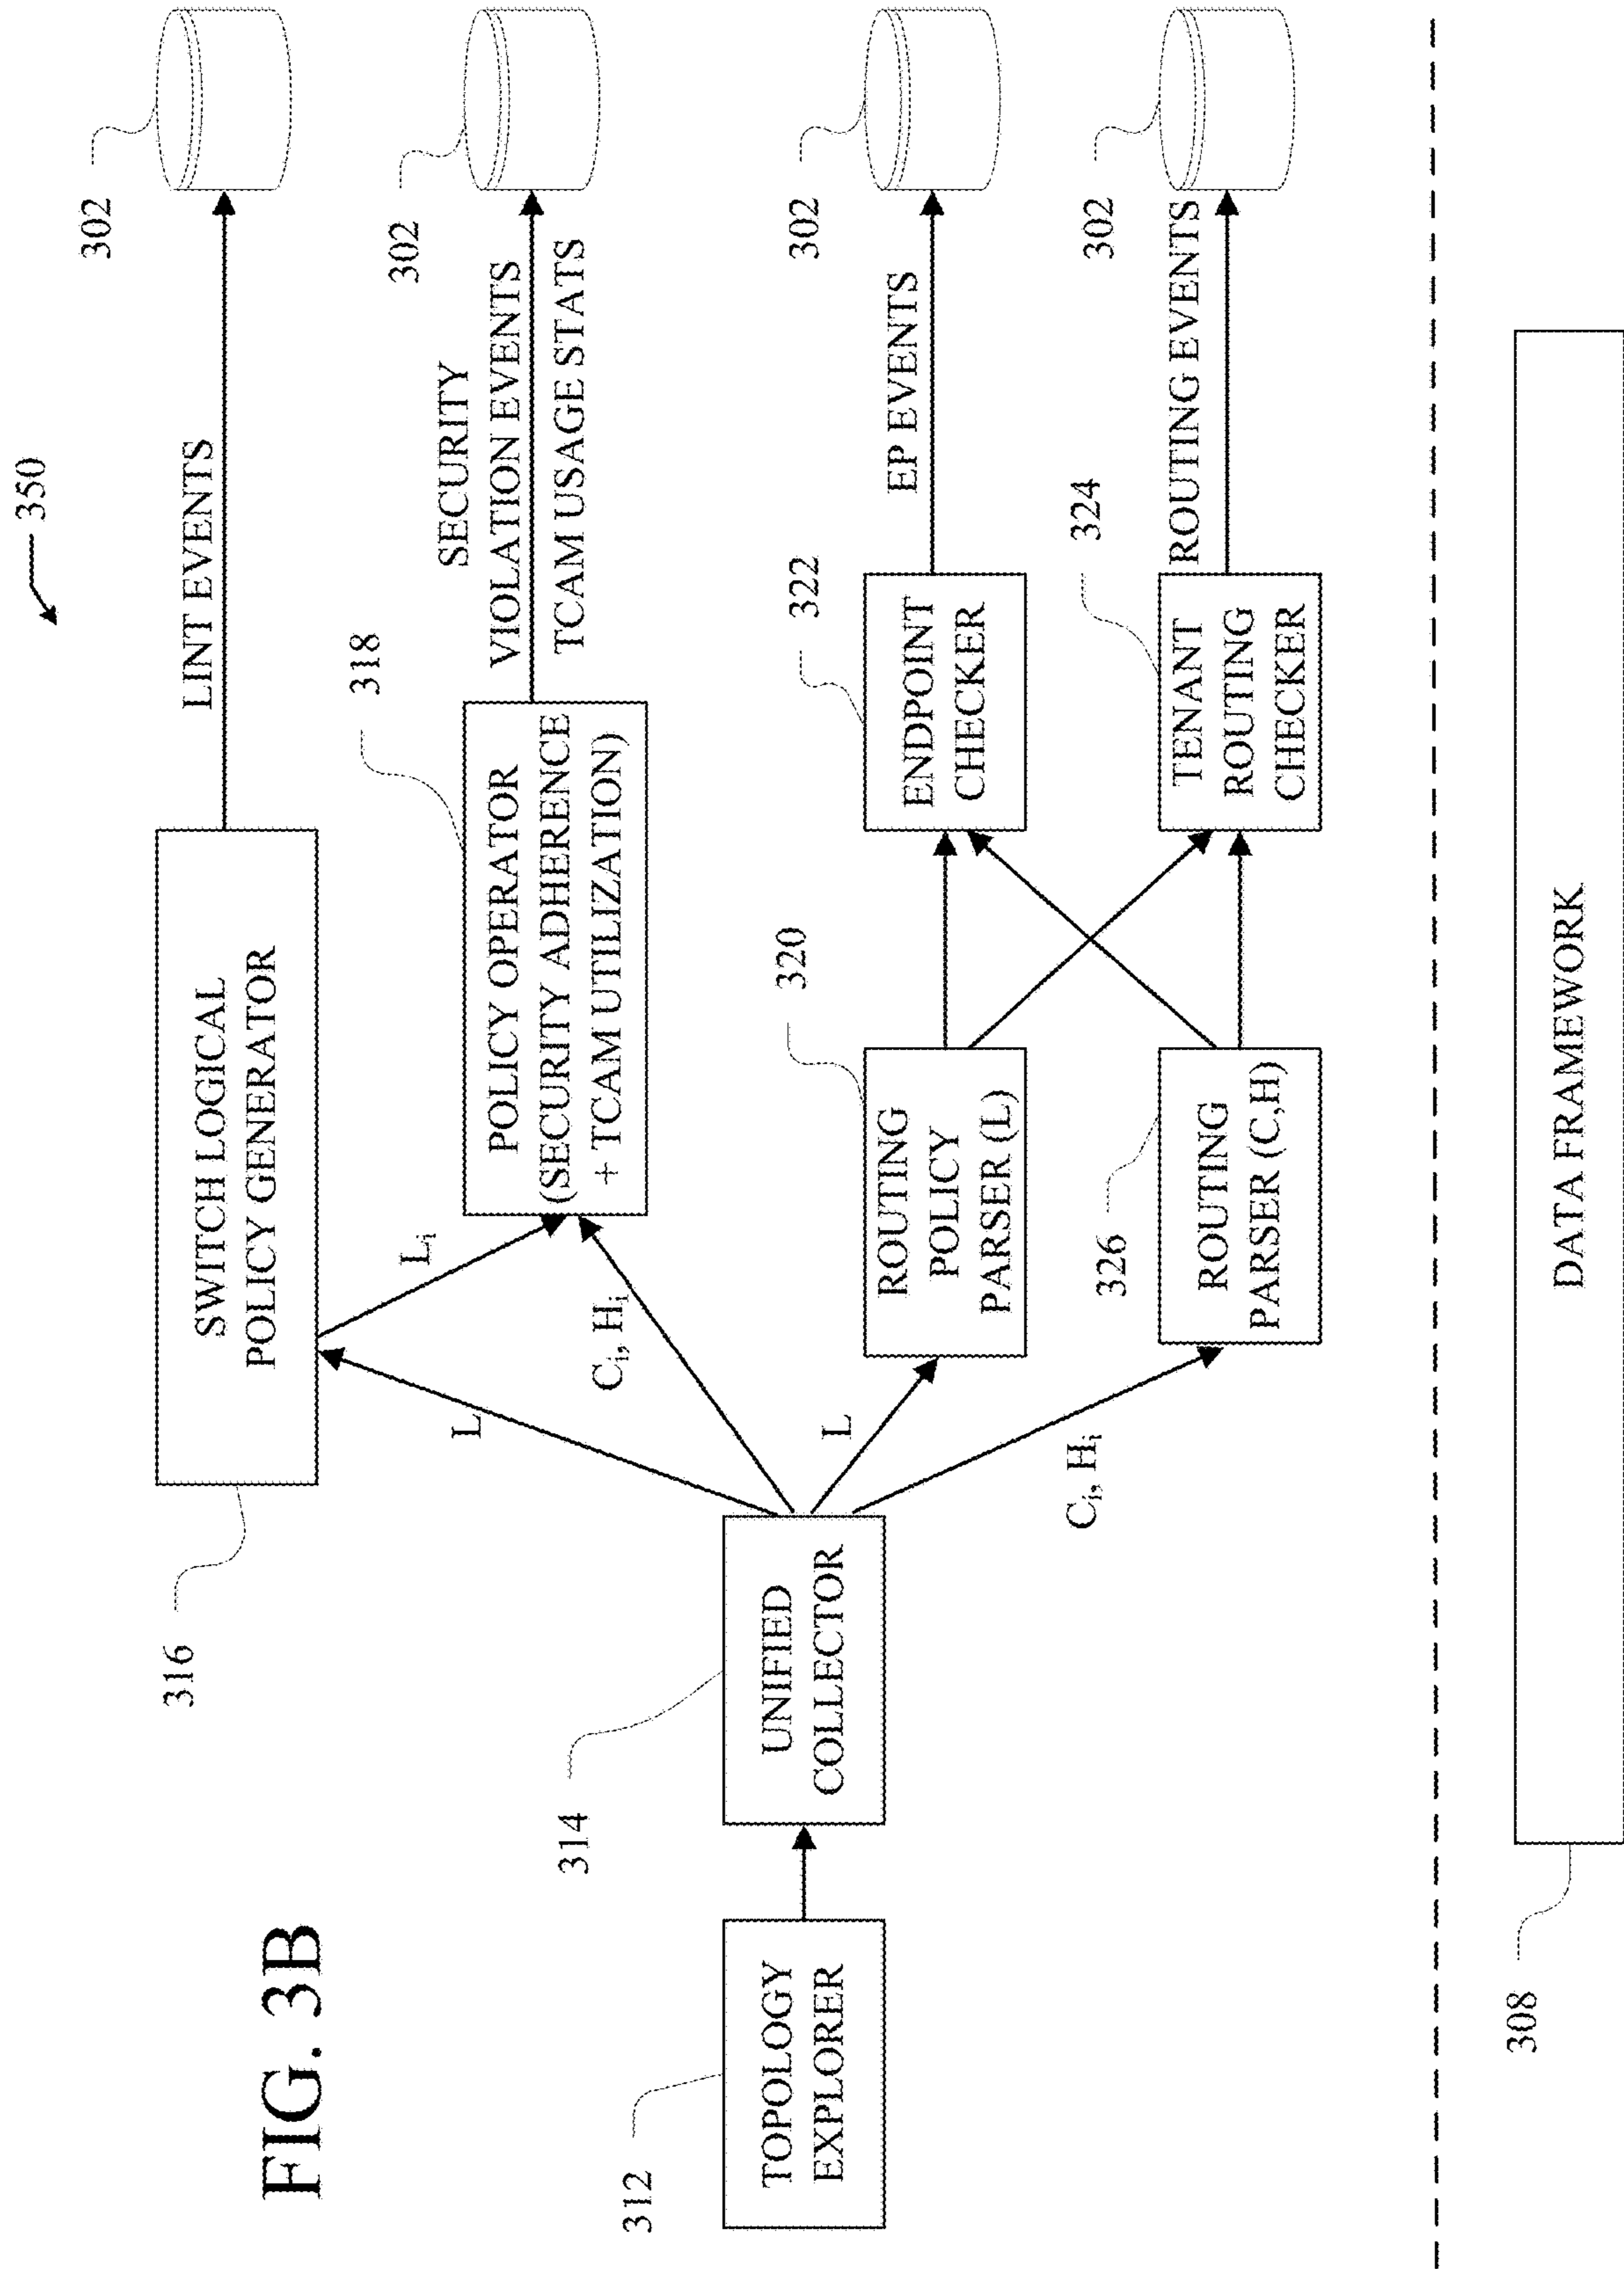 FIG. 3B
350
316
SWITCH LOGICAL
POLICY GENERATOR
LINT EVENTS
302
L
Li
318
POLICY OPERATOR
(SECURITY ADHERENCE
+ TCAM UTILIZATION)
SECURITY
VIOLATION EVENTS
TCAM USAGE STATS
302
Ci, Hi
312
TOPOLOGY
EXPLORER
314
UNIFIED
COLLECTOR
L
320
ROUTING
POLICY
PARSER (L)
322
ENDPOINT
CHECKER
EP EVENTS
302
Ci, Hi
326
ROUTING
PARSER (C,H)
324
TENANT
ROUTING
CHECKER
ROUTING EVENTS
302
308
DATA FRAMEWORK